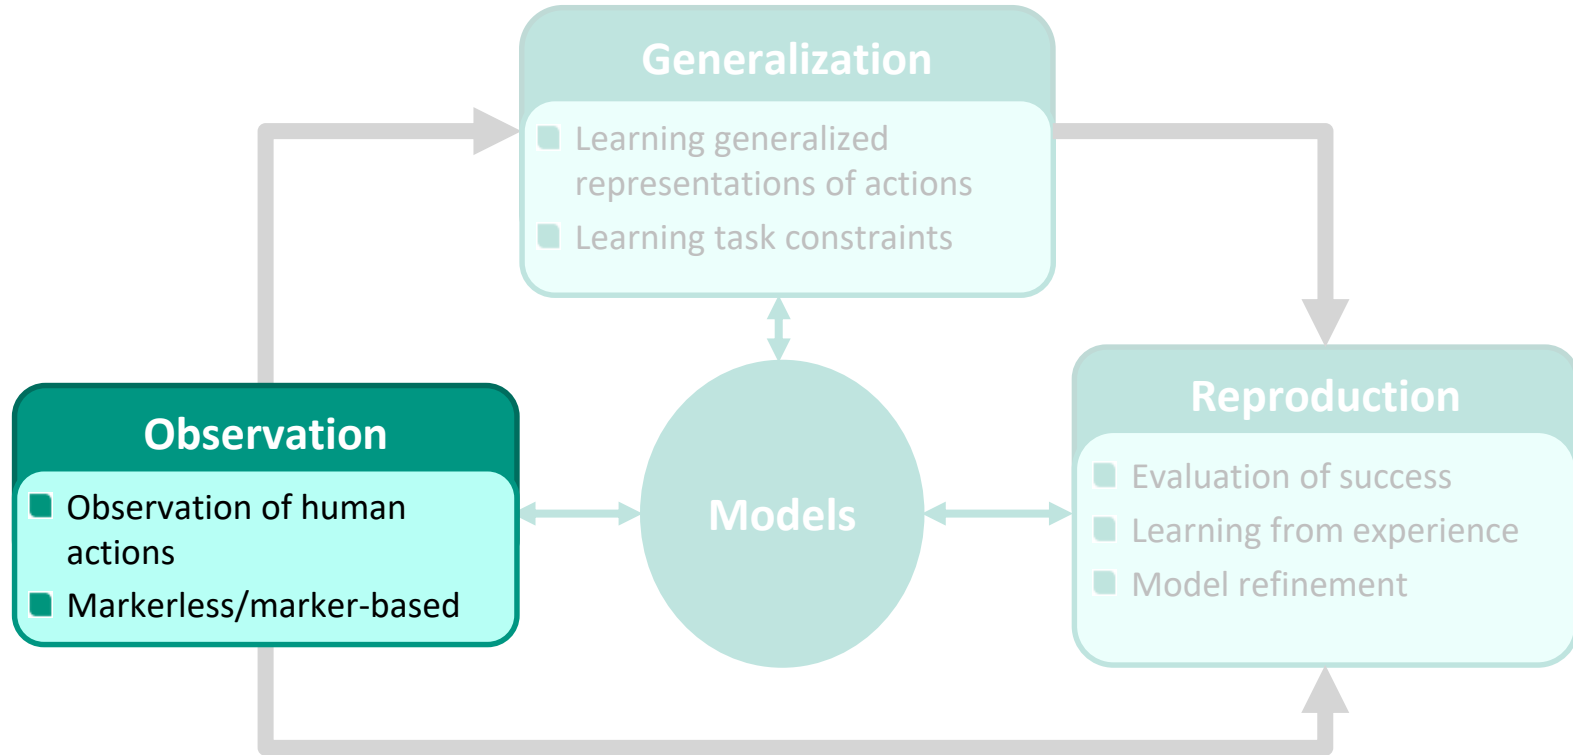 Generalization
Learning generalized
representations of actions
Learning task constraints
Observation
Observation of human
actions
Markerless/marker-based
Models
Reproduction
Evaluation of success
Learning from experience
Model refinement